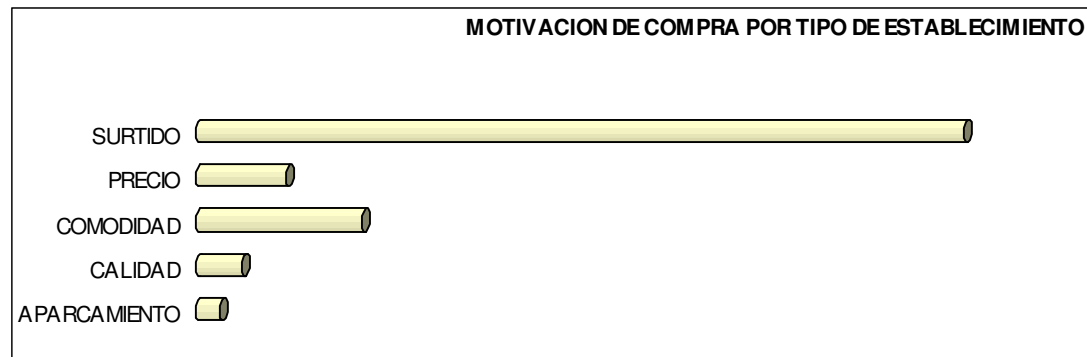 MOTIVACION DE COMPRA POR TIPO DE ESTABLECIMIENTO
SURTIDO
PRECIO
COMODIDAD
CALIDAD
APARCAMIENTO